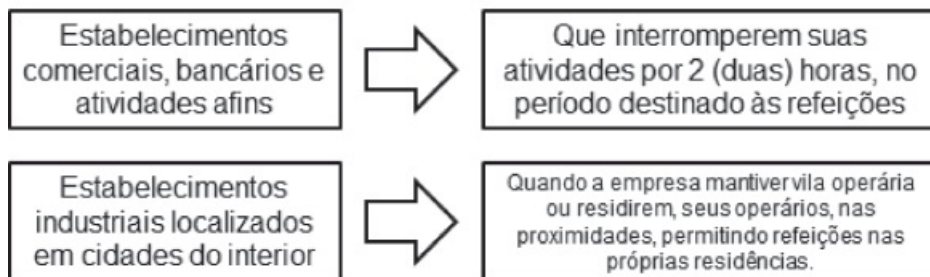 Estabelecimentos
comerciais, bancários e
atividades afins
Que interromperem suas
atividades por 2 (duas) horas, no
período destinado às refeições
Estabelecimentos
industriais localizados
em cidades do interior
Quando a empresa mantiver vila operária
ou residirem, seus operários, nas
proximidades, permitindo refeições nas
próprias residências.